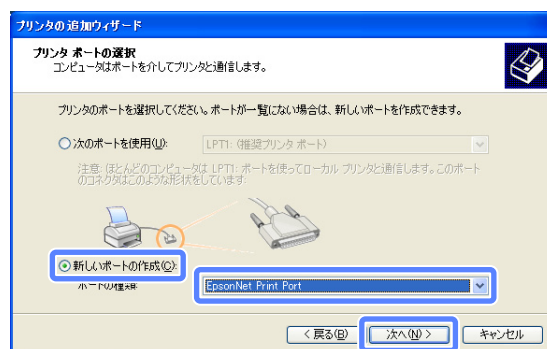 プリンタの追加ウィザード
プリンタ ポートの選択
コンピュータはポートを介してプリンタと通信します。
プリンタのポートを選択してください。ポートが一覧にない場合は、新しいポートを作成できます。
次のポートを使用(U):
LPT1: (推奨プリンタ ポート)
注意: ほとんどのコンピュータは LPT1: ポートを使ってローカル プリンタと通信します。このポート
のコネクタはこのような形状をしています:
新しいポートの作成(C):
ポートの種類:
EpsonNet Print Port
< 戻る(B)
次へ(N) >
キャンセル